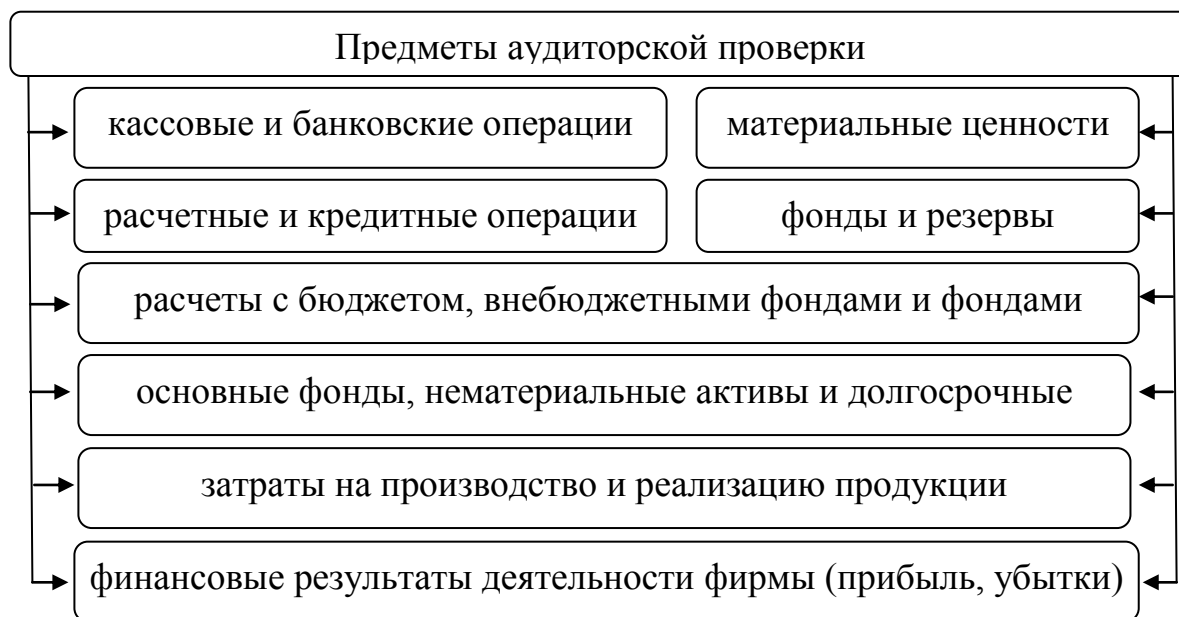 Предметы аудиторской проверки
кассовые и банковские операции
материальные ценности
расчетные и кредитные операции
фонды и резервы
расчеты с бюджетом, внебюджетными фондами и фондами
основные фонды, нематериальные активы и долгосрочные
затраты на производство и реализацию продукции
финансовые результаты деятельности фирмы (прибыль, убытки)